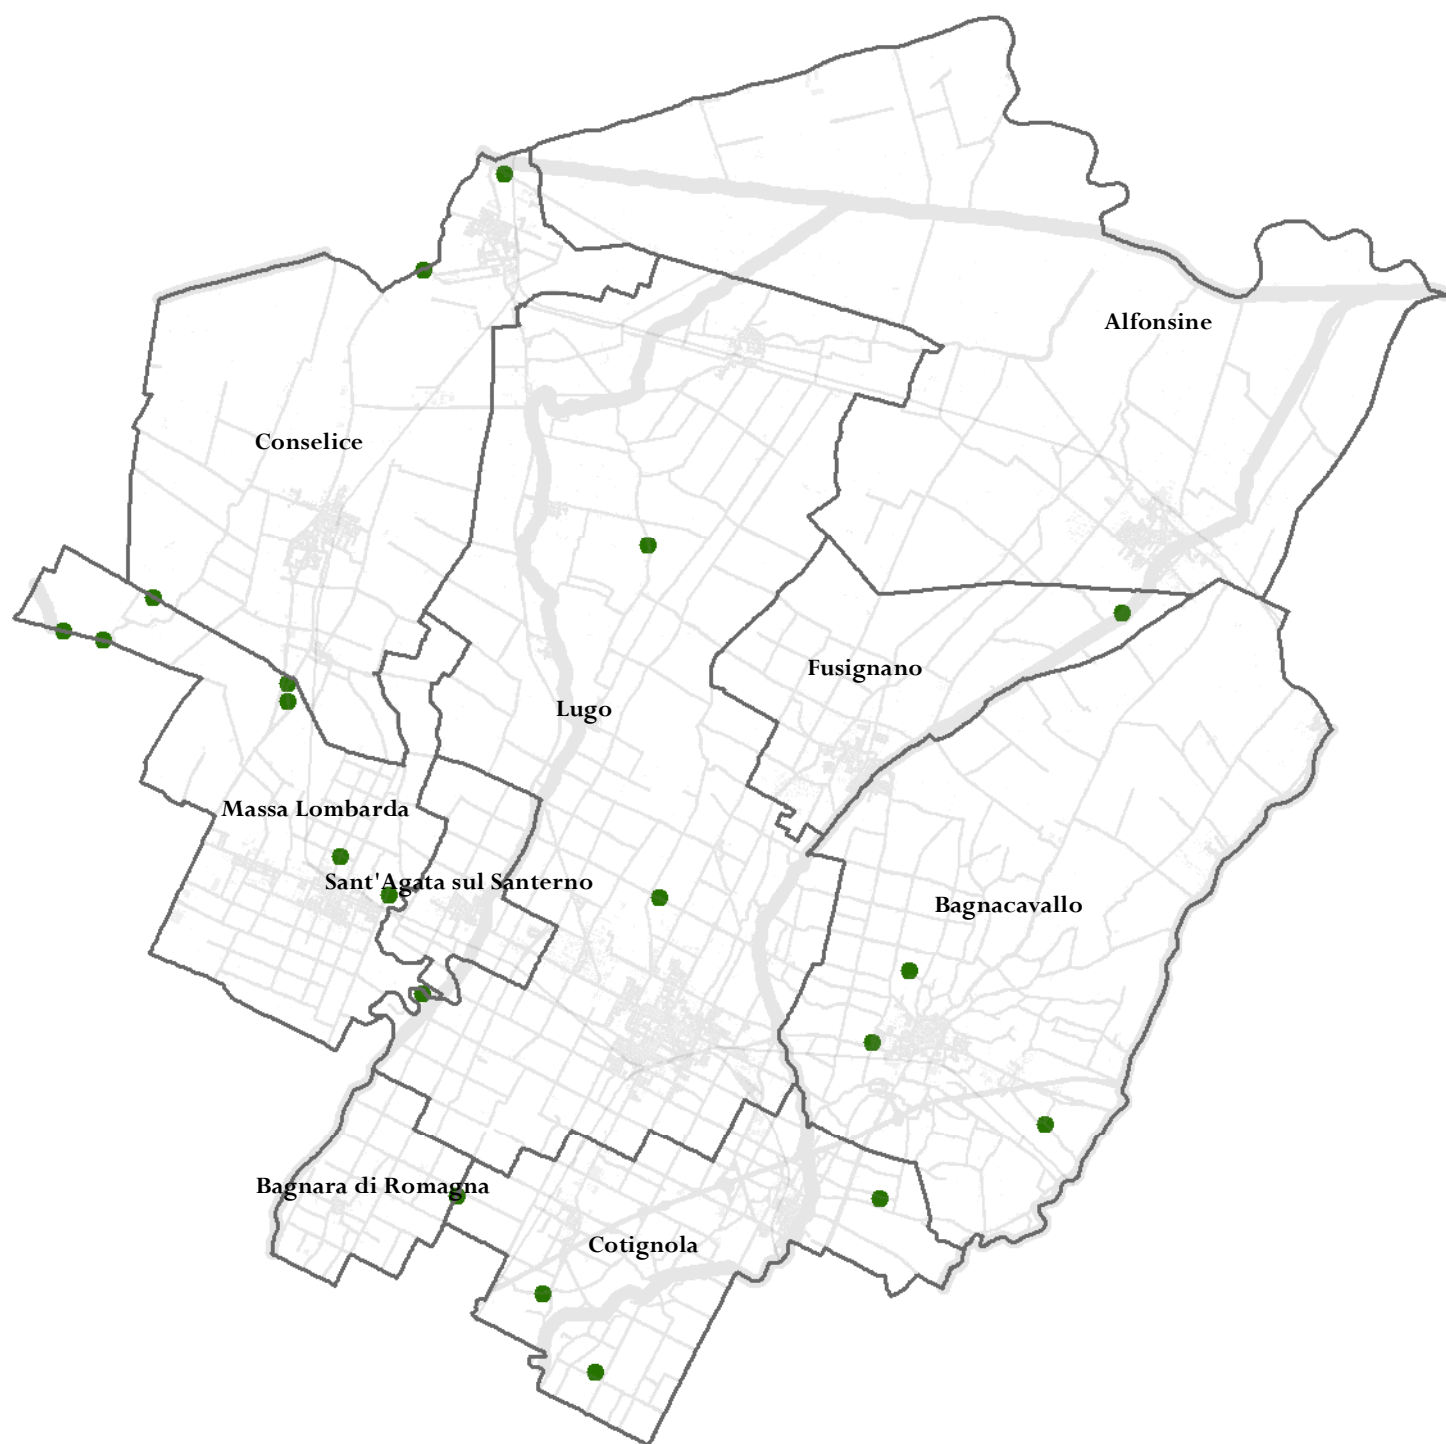 Alfonsine
Conselice
Fusignano
Lugo
Massa Lombarda
Sant'Agata sul Santerno
Bagnacavallo
Bagnara di Romagna
Cotignola